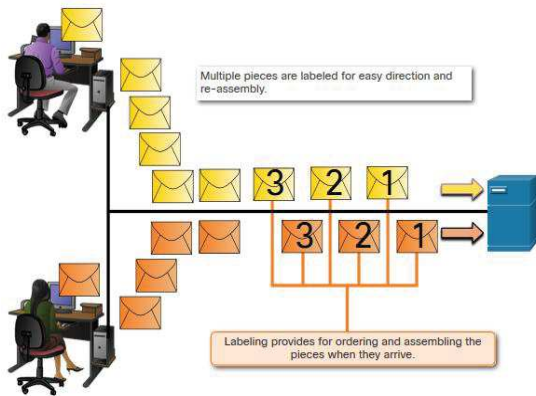 Multiple pieces are labeled for easy direction and
re-assembly.
3 2 1
3 2 1
Labeling provides for ordering and assembling the
pieces when they arrive.